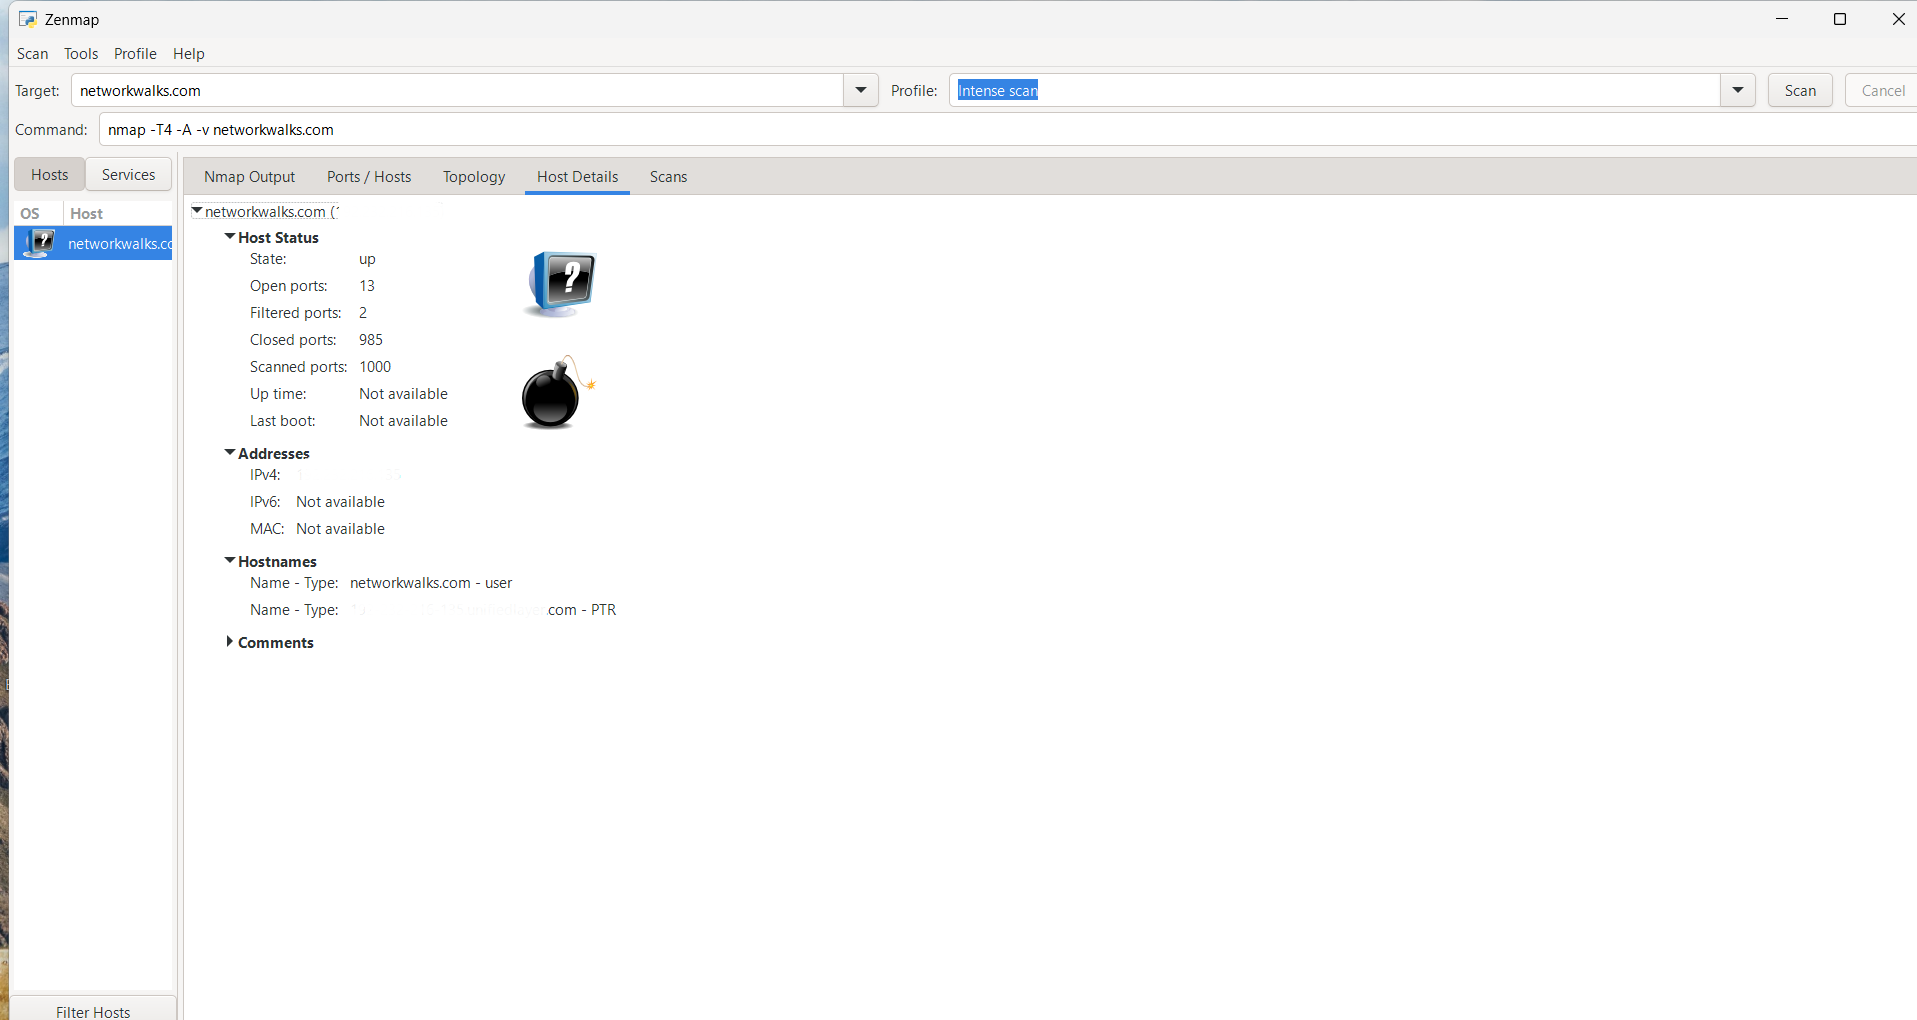 Zenmap
Scan Tools Profile Help
Target: networkwalks.com Profile: Intense scan Scan Cancel
Command: nmap -T4 -A -v networkwalks.com
Hosts Services
Nmap Output Ports / Hosts Topology Host Details Scans
OS Host
networkwalks.co
networkwalks.com (
Host Status
State: up
Open ports: 13
Filtered ports: 2
Closed ports: 985
Scanned ports: 1000
Up time: Not available
Last boot: Not available
Addresses
IPv4:
IPv6: Not available
MAC: Not available
Hostnames
Name - Type: networkwalks.com - user
Name - Type: .com - PTR
Comments
Filter Hosts